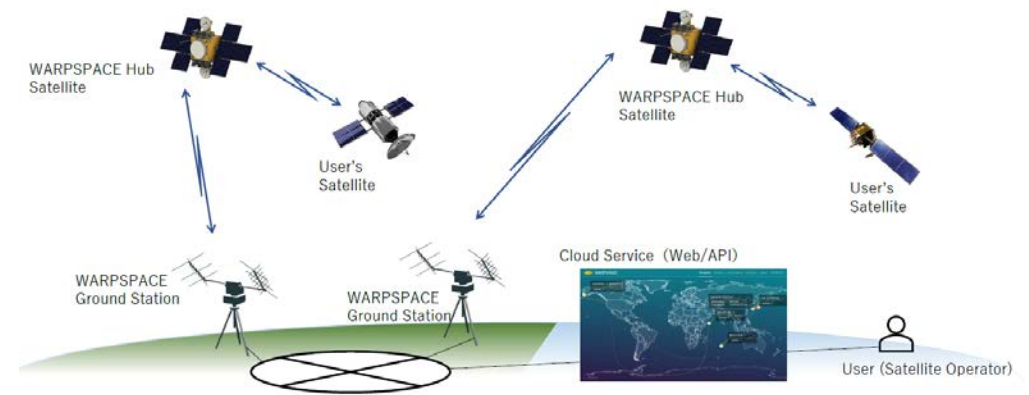 WARPSPACE Hub
Satellite
User's
Satellite
WARPSPACE Hub
Satellite
User's
Satellite
WARPSPACE
Ground Station
WARPSPACE
Ground Station
Cloud Service（Web/API）
User (Satellite Operator)